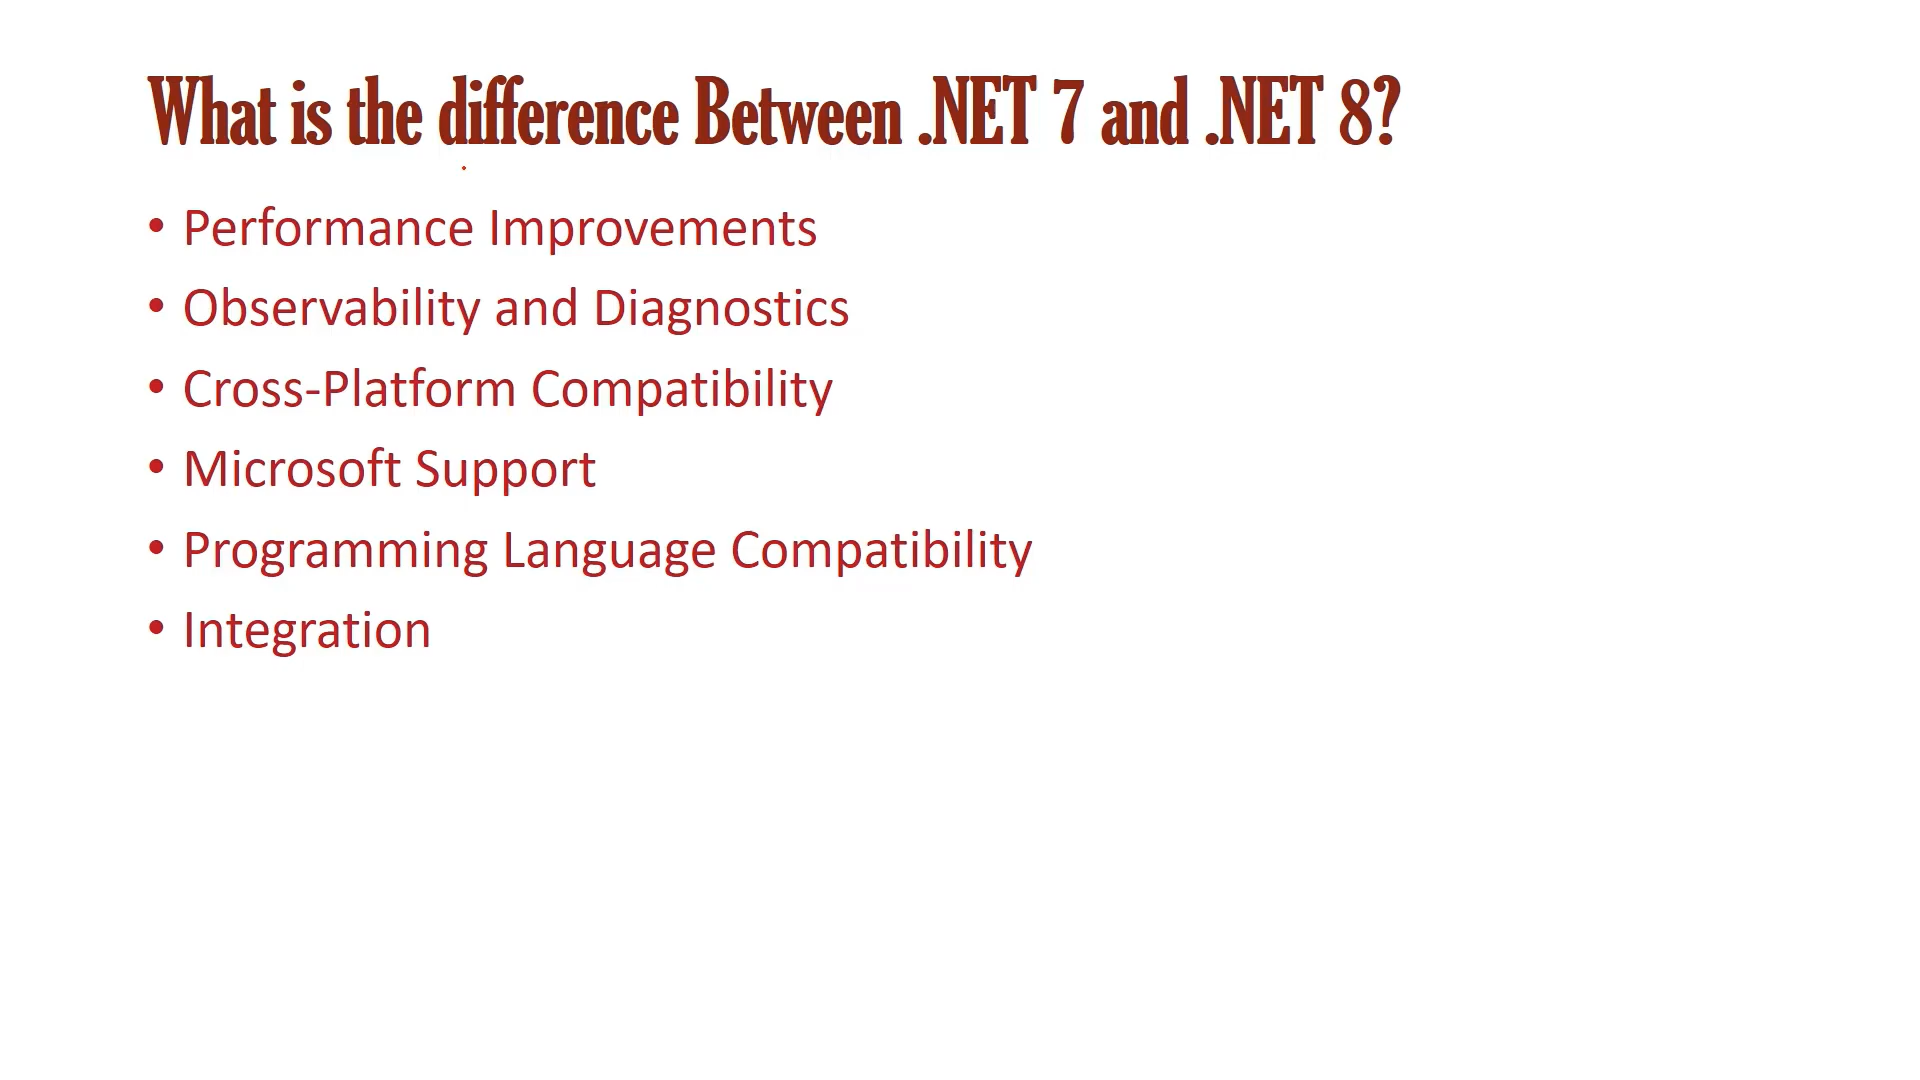 What is the difference Between .NET 7 and .NET 8?
• Performance Improvements
• Observability and Diagnostics
• Cross-Platform Compatibility
• Microsoft Support
• Programming Language Compatibility
• Integration